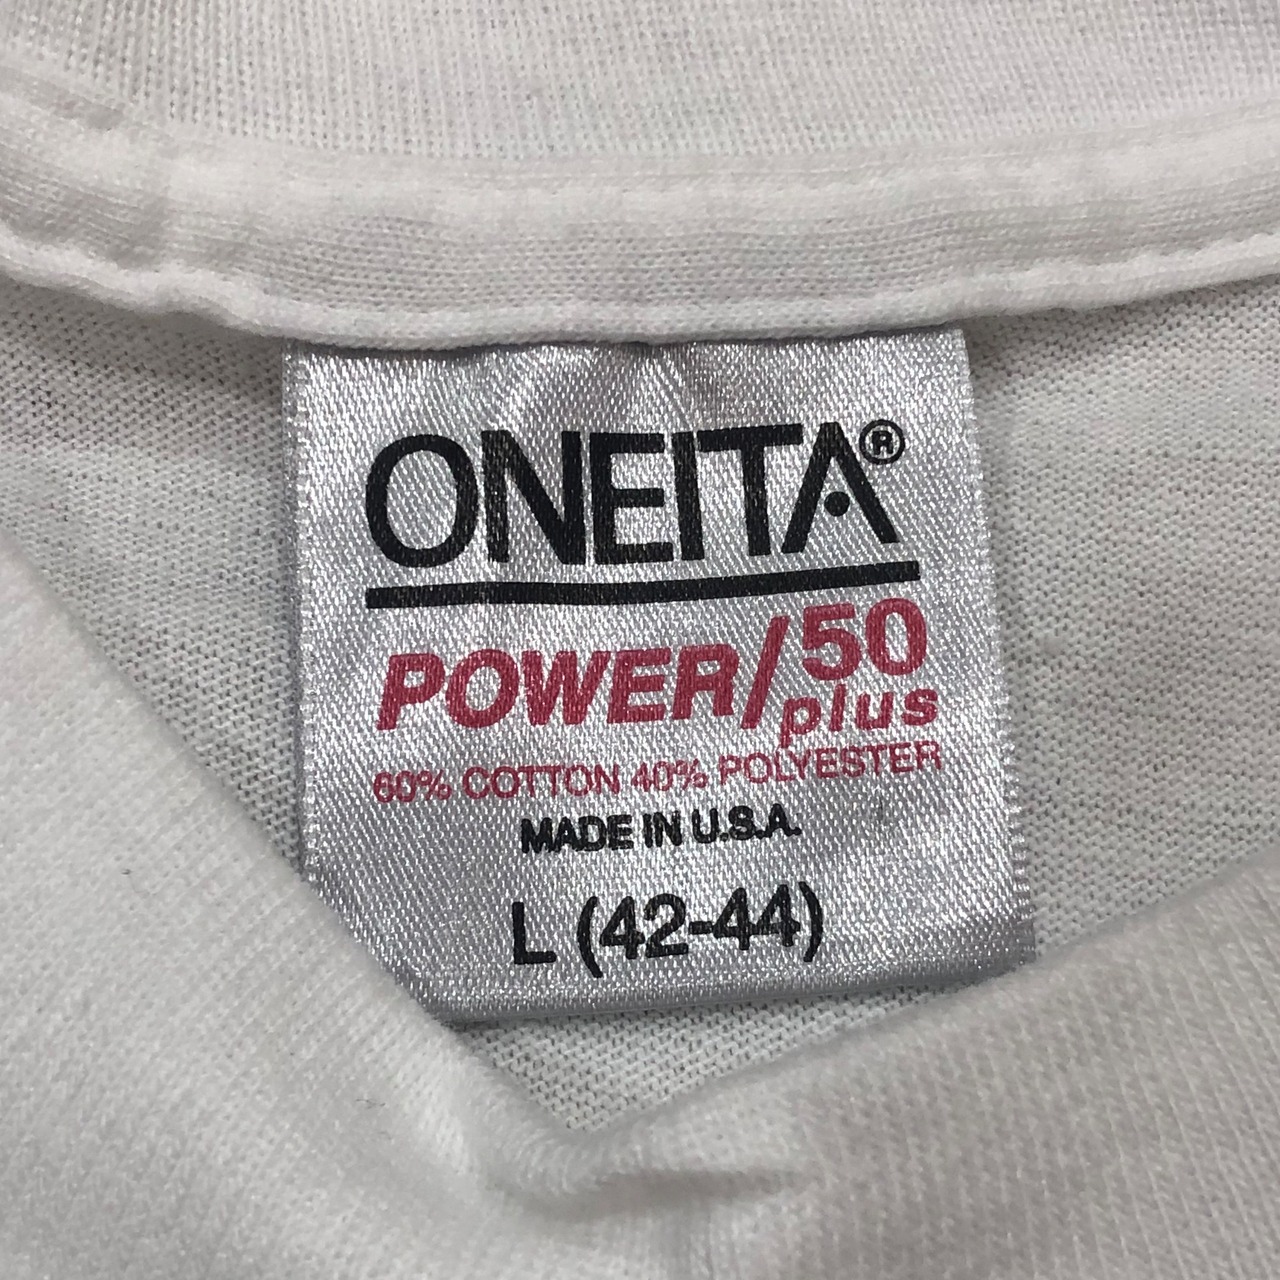 ONEITA®
POWER/50
plus
60% COTTON 40% POLYESTER
MADE IN U.S.A.
L (42-44)